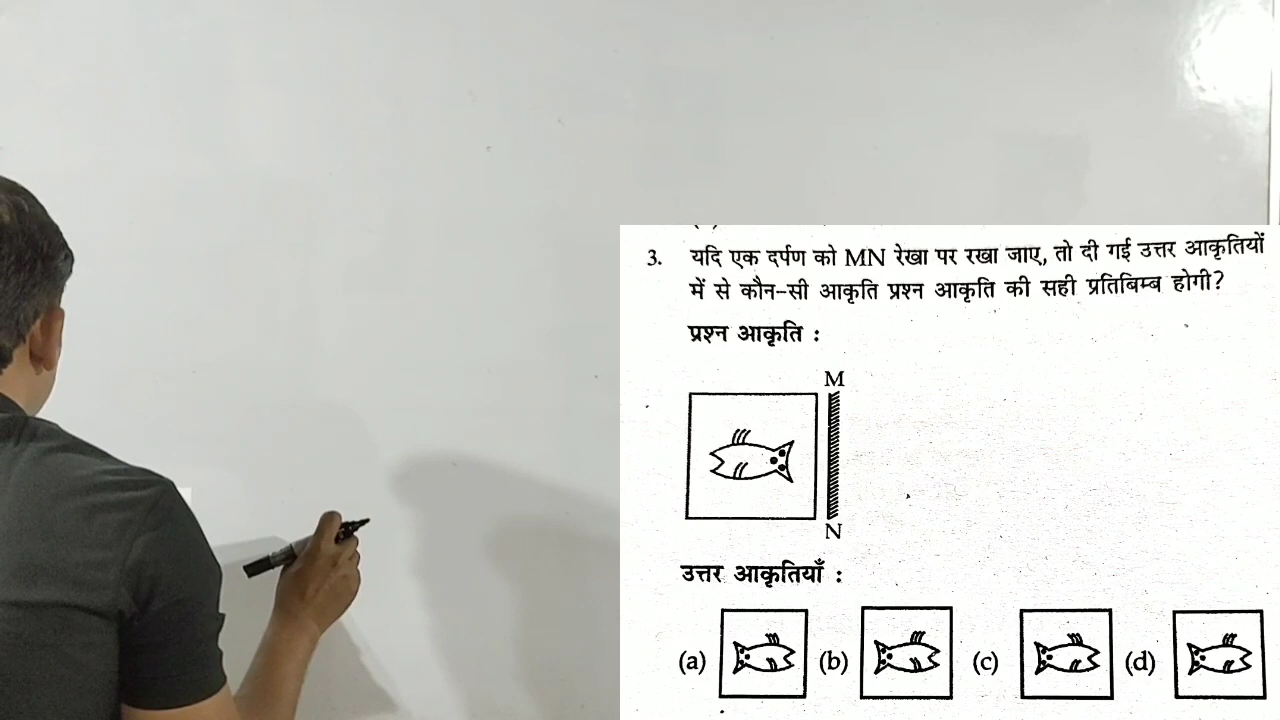 3. यदि एक दर्पण को MN रेखा पर रखा जाए, तो दी गई उत्तर आकृतियों
में से कौन-सी आकृति प्रश्न आकृति की सही प्रतिबिम्ब होगी?
प्रश्न आकृति :
M
N
उत्तर आकृतियाँ :
(a) (b) (c) (d)